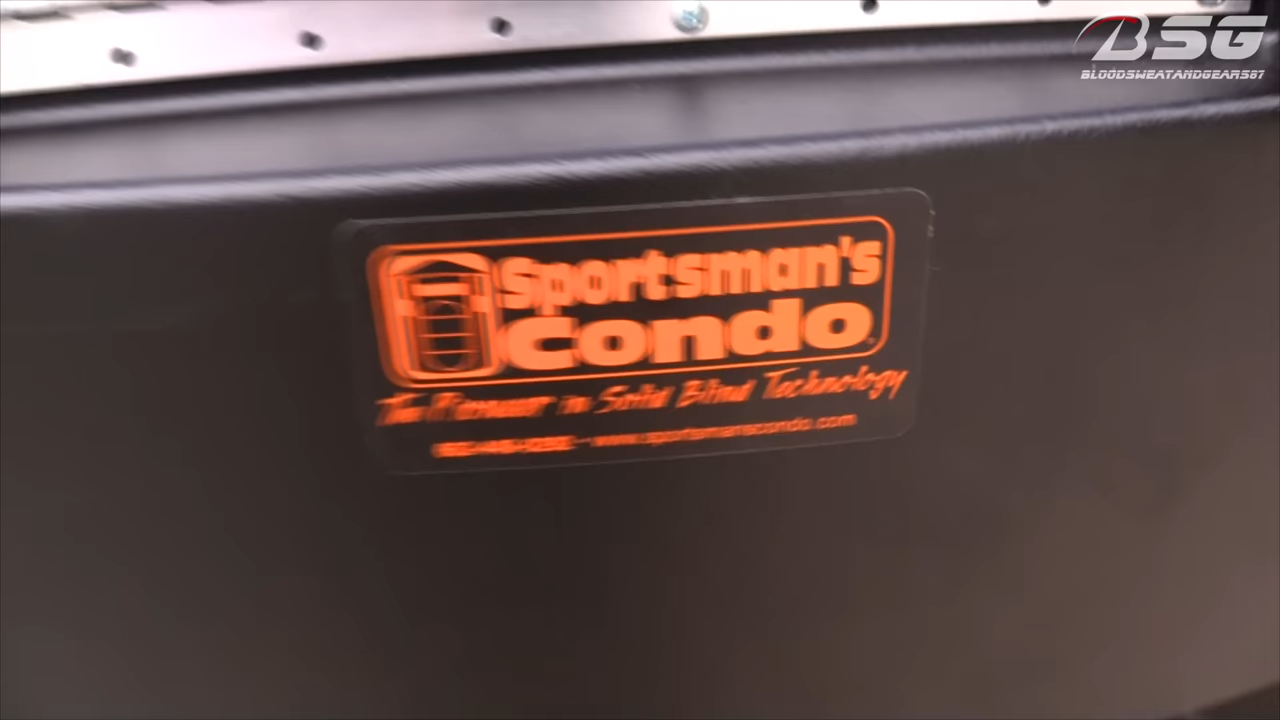 BSG
BLOODSWEATANDGEARS87
Sportsman's
Condo
The Pioneer in Solid Blind Technology
www.sportsmanscondo.com